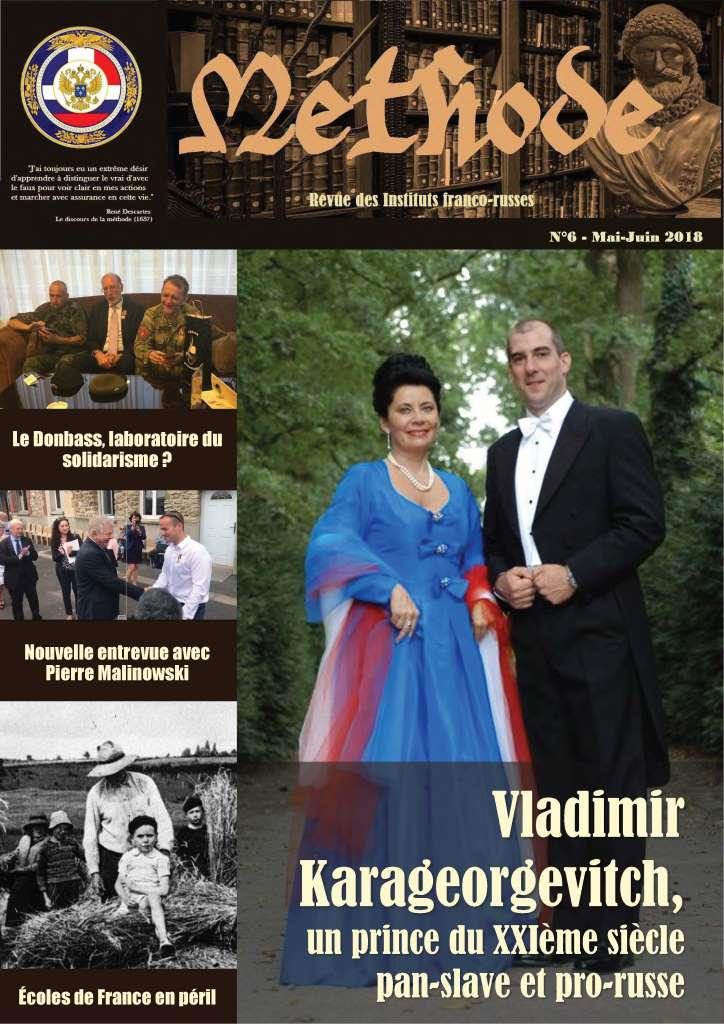 Méthode
Revue des Instituts franco-russes
"J'ai toujours eu un extrême désir
d'apprendre à distinguer le vrai d'avec
le faux pour voir clair en mes actions
et marcher avec assurance en cette vie."
René Descartes
Le discours de la méthode (1637)
N°6 - Mai-Juin 2018
Le Donbass, laboratoire du
solidarisme ?
Nouvelle entrevue avec
Pierre Malinowski
Écoles de France en péril
Vladimir
Karageorgevitch,
un prince du XXIème siècle
pan-slave et pro-russe